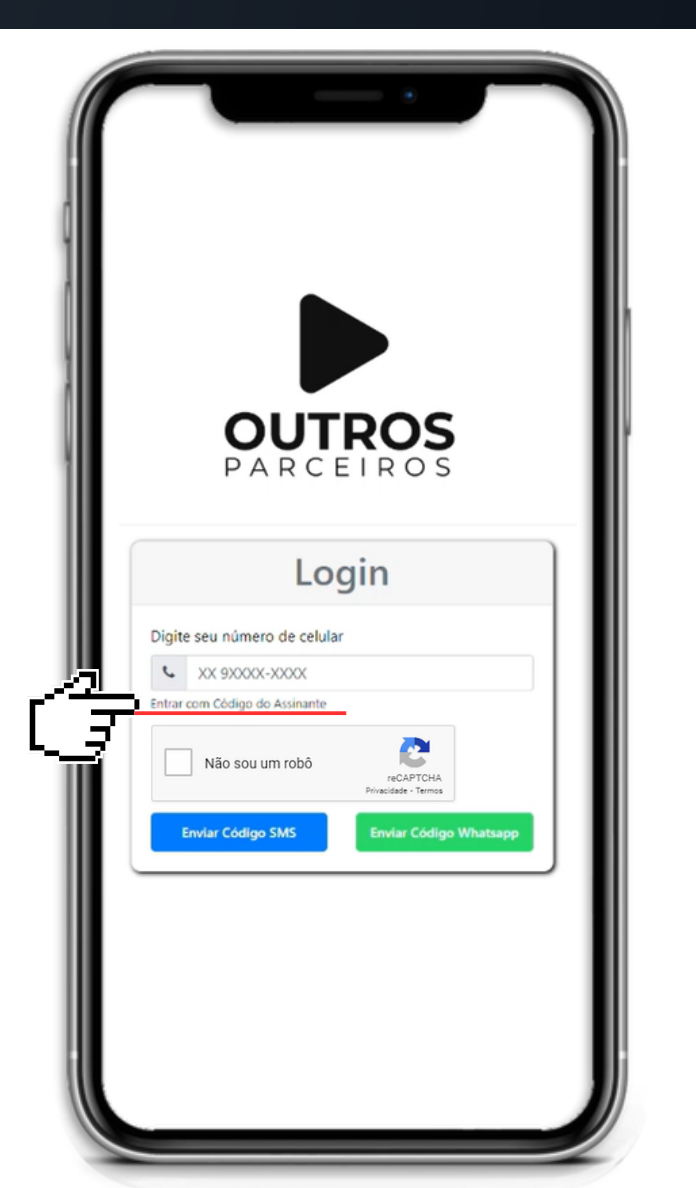 OUTROS
PARCEIROS
Login
Digite seu número de celular
XX 9XXXX-XXXX
Entrar com Código do Assinante
Não sou um robô
reCAPTCHA
Privacidade - Termos
Enviar Código SMS
Enviar Código Whatsapp